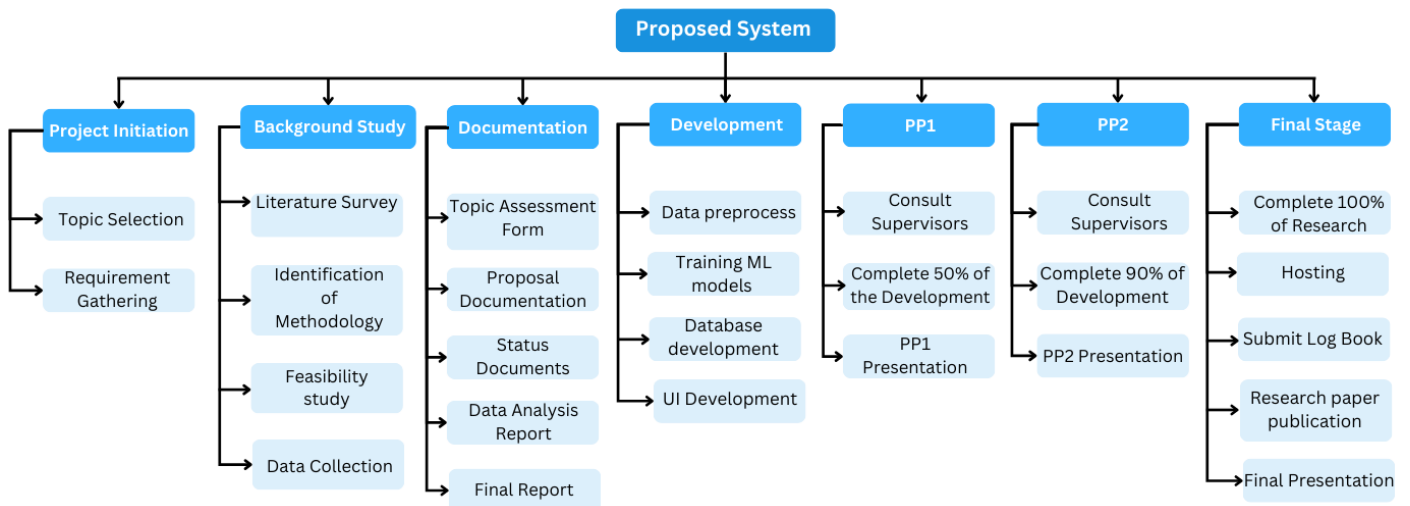 Proposed System
Project Initiation
Topic Selection
Requirement
Gathering
Background Study
Literature Survey
Identification
of
Methodology
Feasibility
study
Data Collection
Documentation
Topic Assessment
Form
Proposal
Documentation
Status
Documents
Data Analysis
Report
Final Report
Development
Data preprocess
Training ML
models
Database
development
UI Development
PP1
Consult
Supervisors
Complete 50% of
the Development
PP1
Presentation
PP2
Consult
Supervisors
Complete 90% of
Development
PP2 Presentation
Final Stage
Complete 100%
of Research
Hosting
Submit Log Book
Research paper
publication
Final Presentation